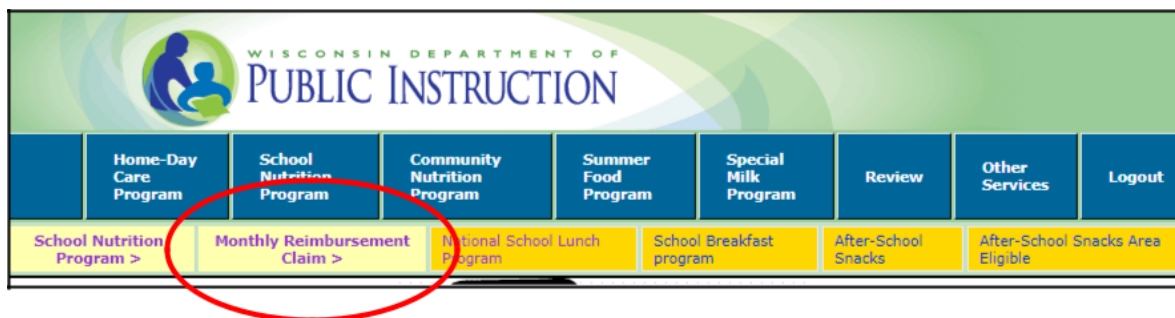 WISCONSIN DEPARTMENT OF
PUBLIC INSTRUCTION
Home-Day
Care
Program
School
Nutrition
Program
Community
Nutrition
Program
Summer
Food
Program
Special
Milk
Program
Review
Other
Services
Logout
School Nutrition
Program >
Monthly Reimbursement
Claim >
National School Lunch
Program
School Breakfast
program
After-School
Snacks
After-School Snacks Area
Eligible